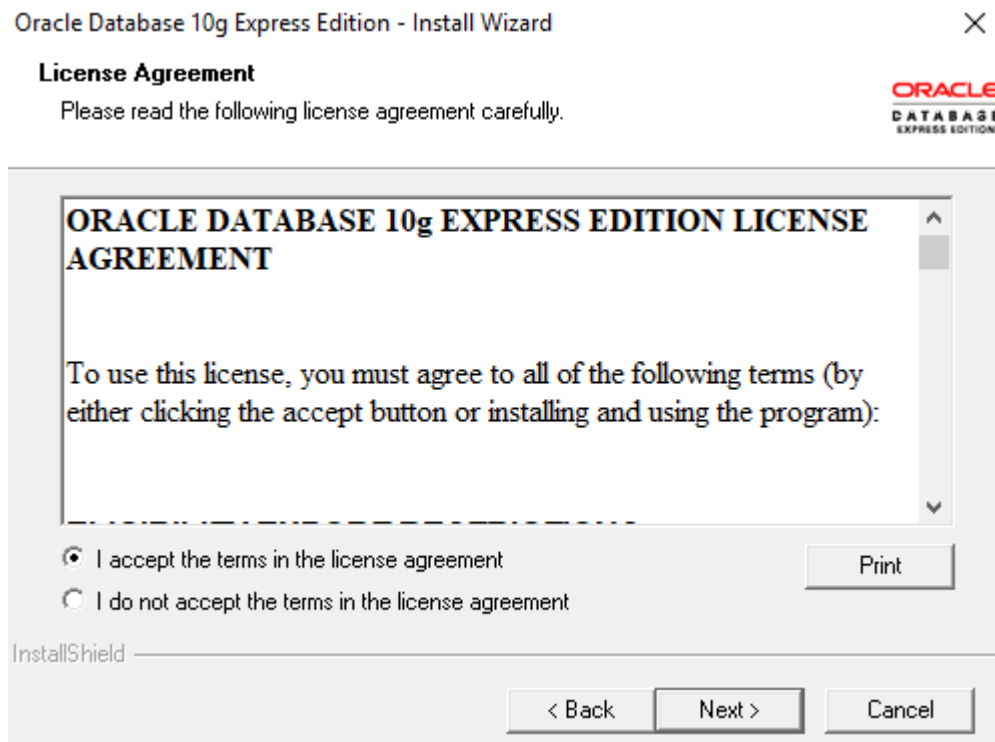 Oracle Database 10g Express Edition - Install Wizard
License Agreement
Please read the following license agreement carefully.
ORACLE
DATABASE
EXPRESS EDITION
ORACLE DATABASE 10g EXPRESS EDITION LICENSE
AGREEMENT
To use this license, you must agree to all of the following terms (by
either clicking the accept button or installing and using the program):
I accept the terms in the license agreement
Print
I do not accept the terms in the license agreement
InstallShield
< Back
Next >
Cancel